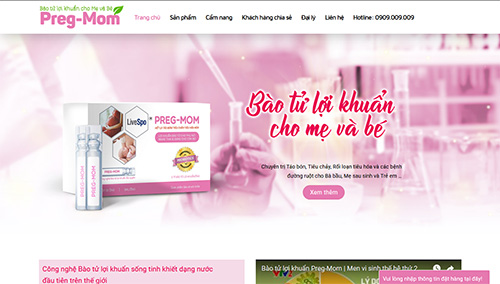 Bào tử lợi khuẩn cho Mẹ và Bé
Preg-Mom
Trang chủ Sản phẩm Cẩm nang Khách hàng chia sẻ Đại lý Liên hệ Hotline: 0909.009.009
Bào tử lợi khuẩn
cho mẹ và bé
LiveSpo
PREG-MOM
PREG-MOM
PREG-MOM
Chuyên trị Táo bón, Tiêu chảy, Rối loạn tiêu hóa và các bệnh
đường ruột cho Bà bầu, Mẹ sau sinh và Trẻ em ...
Xem thêm
Công nghệ Bào tử lợi khuẩn sống tinh khiết dạng nước
đầu tiên trên thế giới
Bào tử lợi khuẩn Preg-Mom | Men vi sinh thế hệ thứ 2
Vui lòng nhập thông tin đặt hàng tại đây!